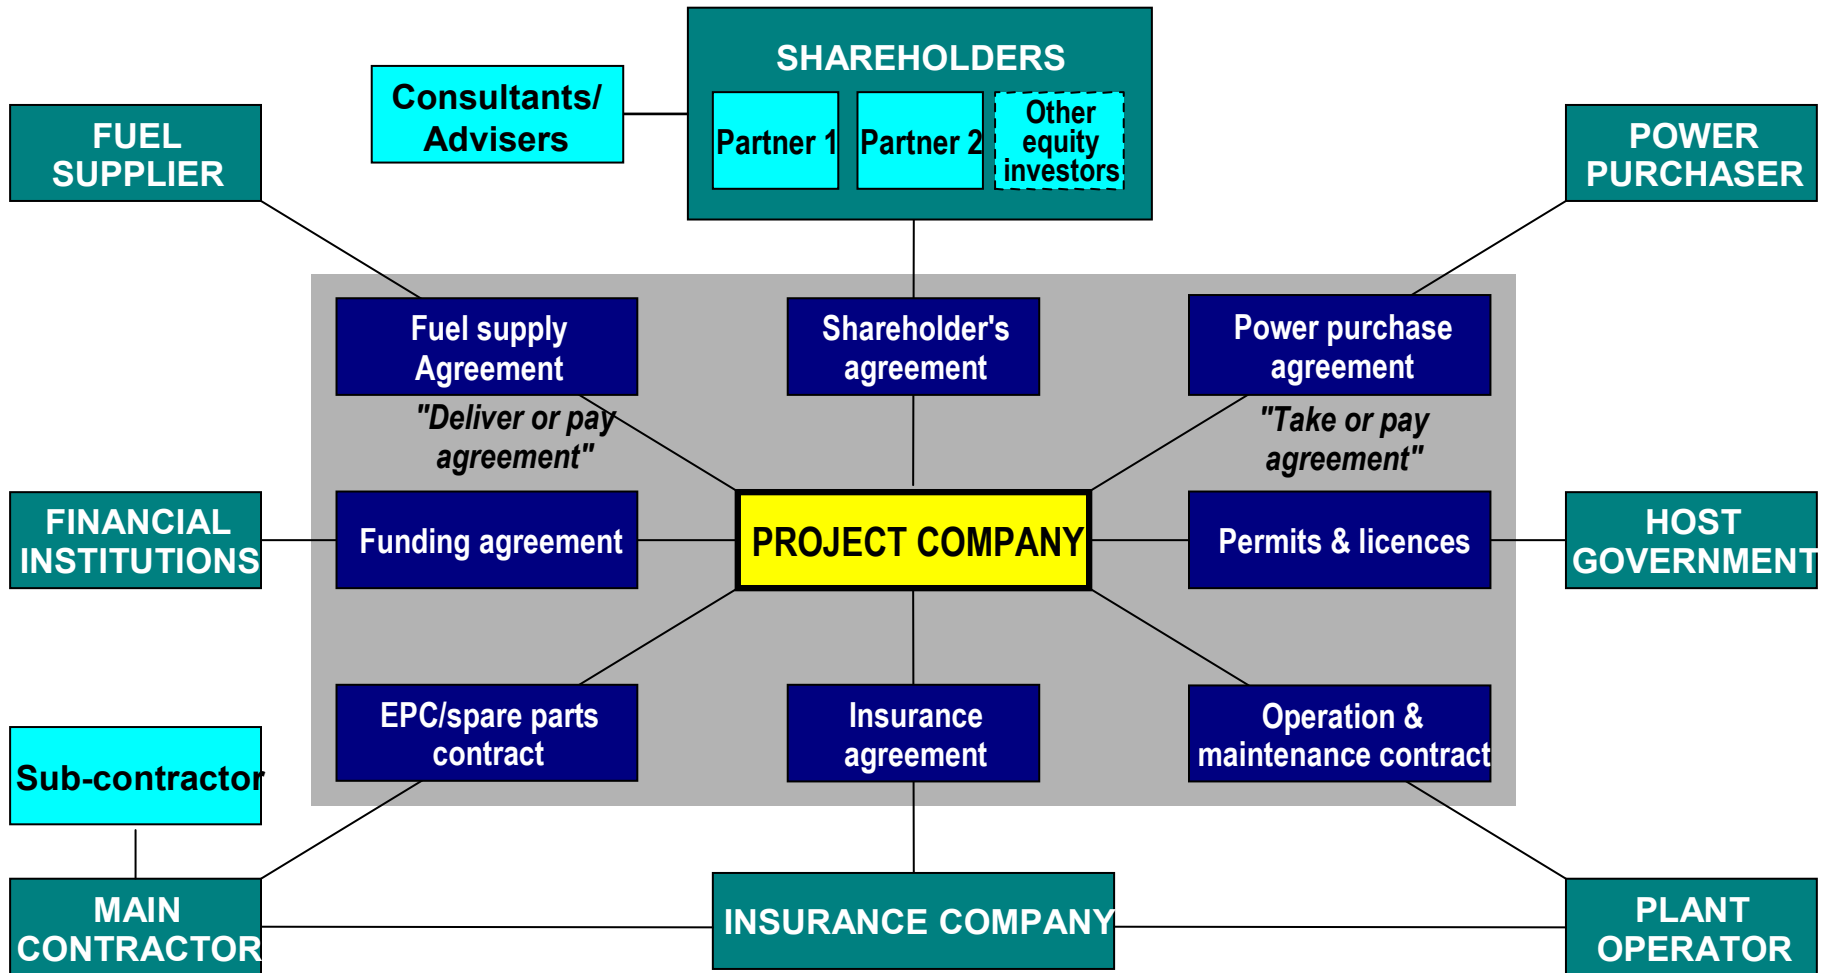 SHAREHOLDERS
Consultants/
Advisers
Partner 1
Partner 2
Other
equity
investors
FUEL
SUPPLIER
POWER
PURCHASER
Fuel supply
Agreement
Shareholder's
agreement
Power purchase
agreement
"Deliver or pay
agreement"
"Take or pay
agreement"
FINANCIAL
INSTITUTIONS
Funding agreement
PROJECT COMPANY
Permits & licences
HOST
GOVERNMENT
EPC/spare parts
contract
Insurance
agreement
Operation &
maintenance contract
Sub-contractor
MAIN
CONTRACTOR
INSURANCE COMPANY
PLANT
OPERATOR